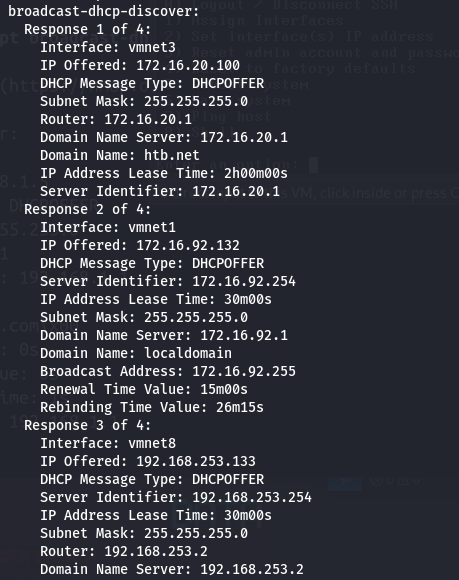 broadcast-dhcp-discover:
Response 1 of 4:
Interface: vmnet3
IP Offered: 172.16.20.100
DHCP Message Type: DHCPOFFER
Subnet Mask: 255.255.255.0
Router: 172.16.20.1
Domain Name Server: 172.16.20.1
Domain Name: htb.net
IP Address Lease Time: 2h00m00s
Server Identifier: 172.16.20.1
Response 2 of 4:
Interface: vmnet1
IP Offered: 172.16.92.132
DHCP Message Type: DHCPOFFER
Server Identifier: 172.16.92.254
IP Address Lease Time: 30m00s
Subnet Mask: 255.255.255.0
Domain Name Server: 172.16.92.1
Domain Name: localdomain
Broadcast Address: 172.16.92.255
Renewal Time Value: 15m00s
Rebinding Time Value: 26m15s
Response 3 of 4:
Interface: vmnet8
IP Offered: 192.168.253.133
DHCP Message Type: DHCPOFFER
Server Identifier: 192.168.253.254
IP Address Lease Time: 30m00s
Subnet Mask: 255.255.255.0
Router: 192.168.253.2
Domain Name Server: 192.168.253.2